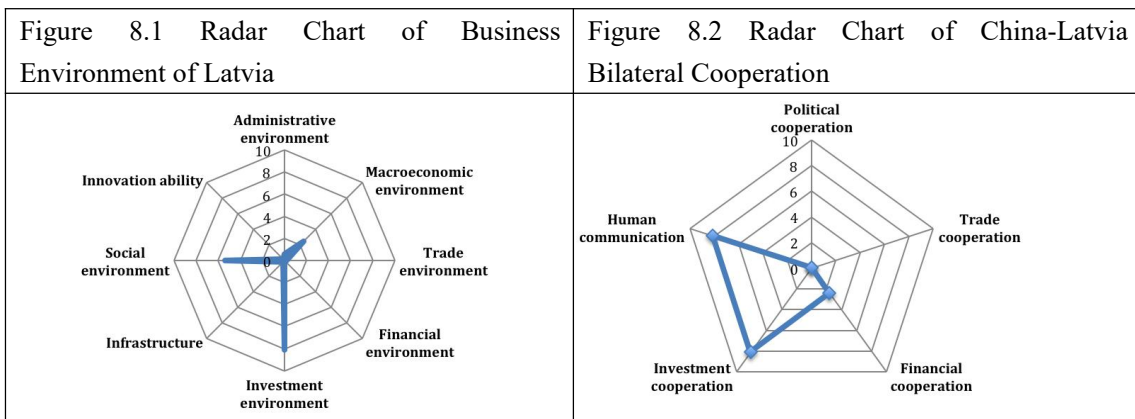 Figure 8.1 Radar Chart of Business
Environment of Latvia
Figure 8.2 Radar Chart of China-Latvia
Bilateral Cooperation
Administrative
environment
10
8
6
4
2
0
Macroeconomic
environment
Trade
environment
Financial
environment
Investment
environment
Infrastructure
Social
environment
Innovation ability
Political
cooperation
10
8
6
4
2
0
Trade
cooperation
Financial
cooperation
Investment
cooperation
Human
communication